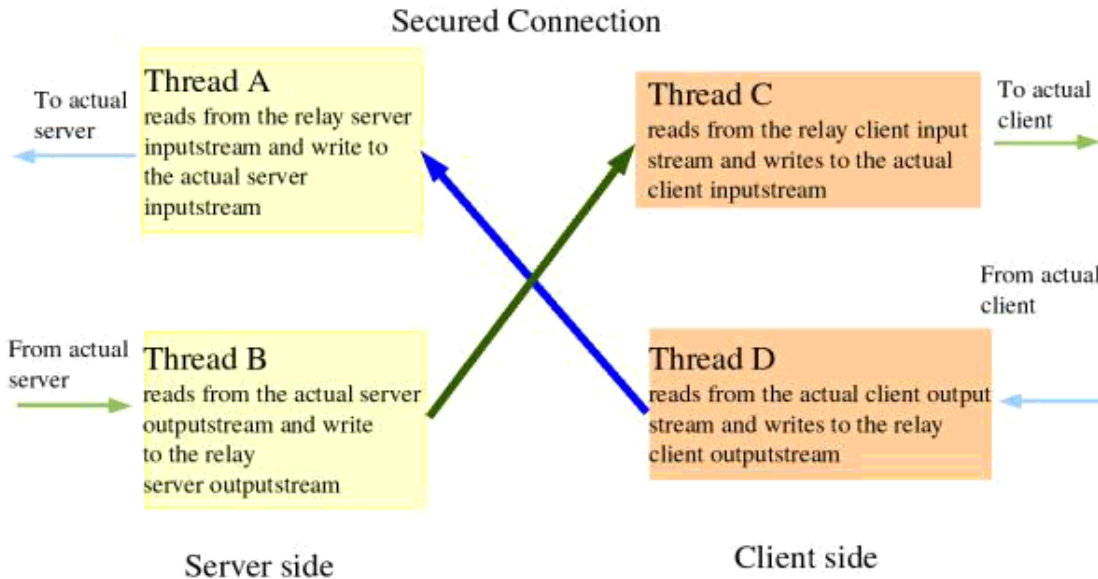 Secured Connection
To actual
server
Thread A
reads from the relay server
inputstream and write to
the actual server
inputstream
Thread C
reads from the relay client input
stream and writes to the actual
client inputstream
To actual
client
From actual
server
Thread B
reads from the actual server
outputstream and write
to the relay
server outputstream
Thread D
reads from the actual client output
stream and writes to the relay
client outputstream
From actual
client
Server side
Client side